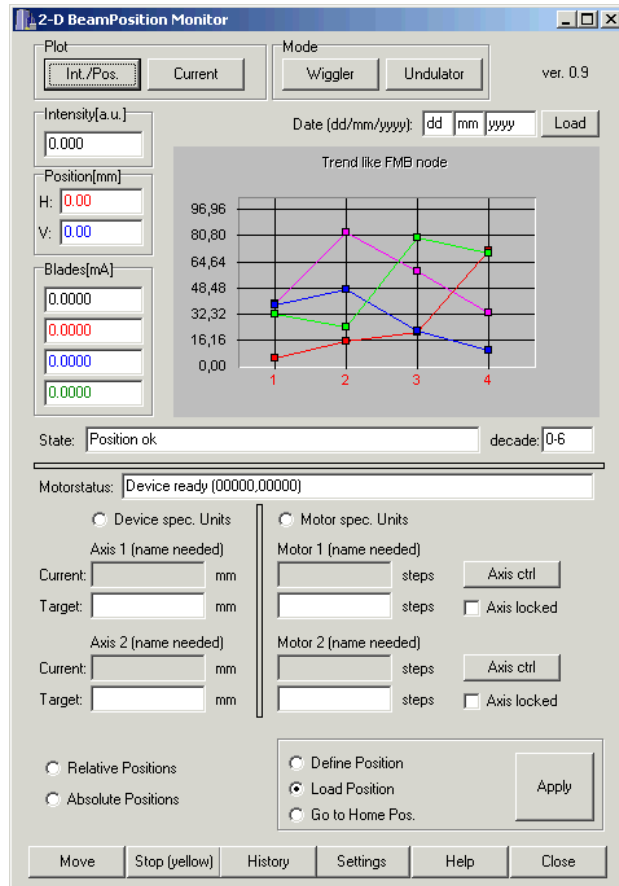 2-D BeamPosition Monitor
Plot
Mode
Int./Pos. Current Wiggler Undulator ver. 0.9
Intensity[a.u.]
0.000
Date (dd/mm/yyyy): dd mm yyyy Load
Position[mm]
H: 0.00
V: 0.00
Blades[mA]
0.0000
0.0000
0.0000
0.0000
Trend like FMB node
96,96
80,80
64,64
48,48
32,32
16,16
0,00
1 2 3 4
State: Position ok decade: 0-6
Motorstatus: Device ready (00000,00000)
Device spec. Units Motor spec. Units
Axis 1 (name needed) Motor 1 (name needed)
Current: mm steps Axis ctrl
Target: mm steps Axis locked
Axis 2 (name needed) Motor 2 (name needed)
Current: mm steps Axis ctrl
Target: mm steps Axis locked
Relative Positions
Absolute Positions
Define Position
Load Position
Go to Home Pos.
Apply
Move Stop (yellow) History Settings Help Close